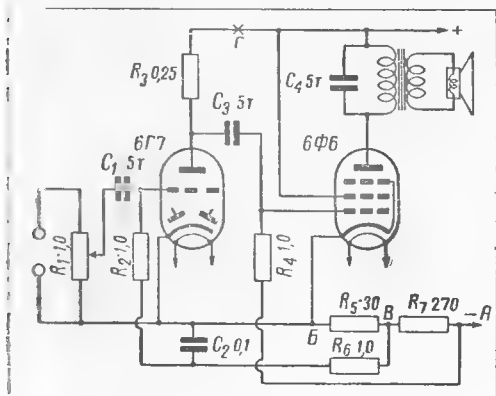 +
Г
R₃ 0,25
C₄ 5т
C₃ 5т
6Г7
6Ф6
C₁ 5т
R₁ 1,0
R₂ 1,0
R₄ 1,0
R₅ 30
В
R₇ 270
–А
Б
C₂ 0,1
R₆ 1,0